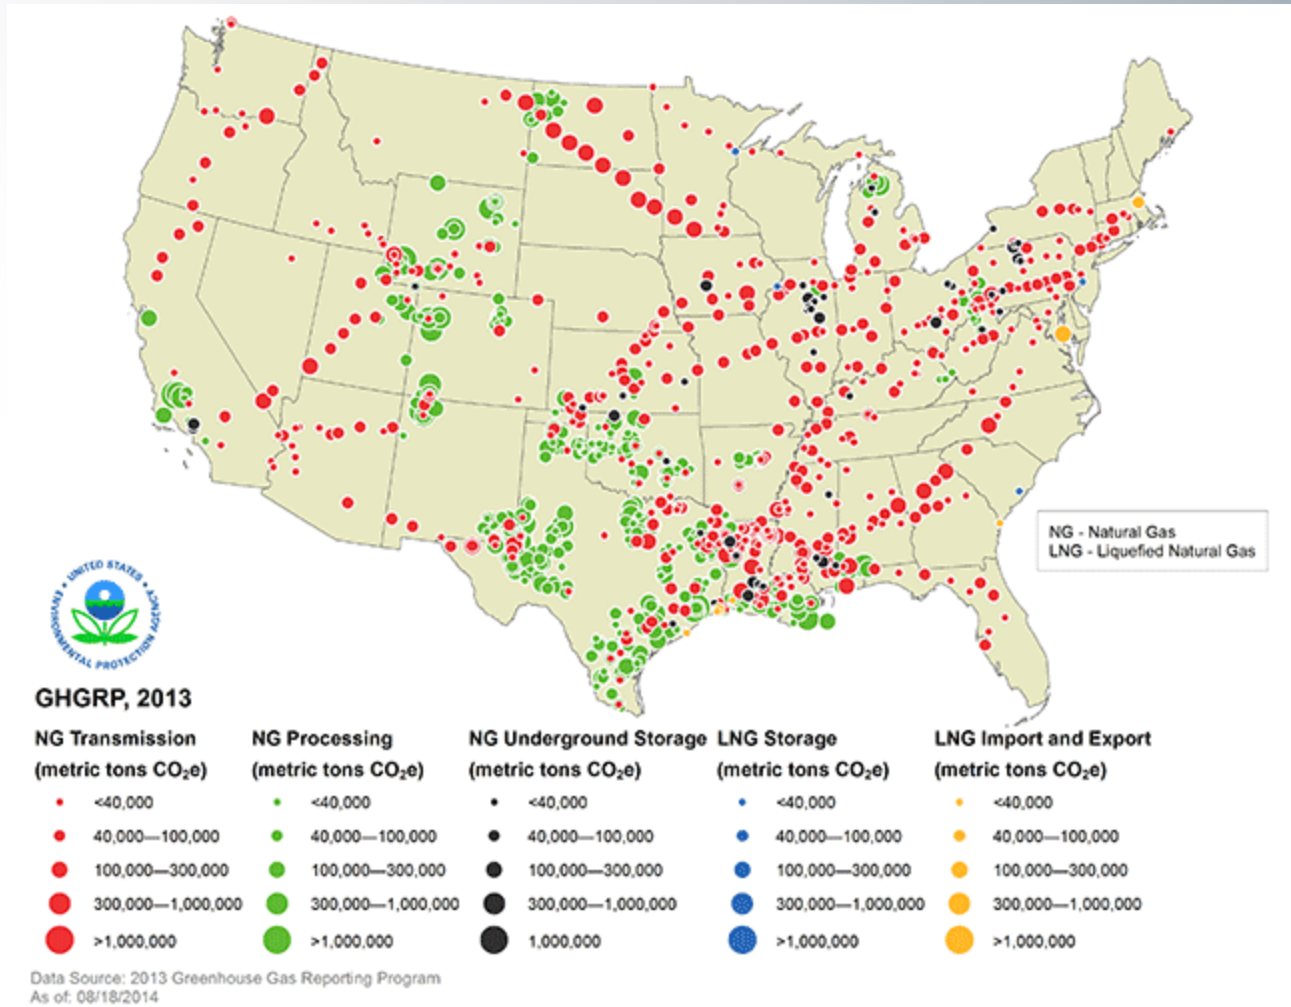 NG - Natural Gas
LNG - Liquefied Natural Gas
UNITED STATES
ENVIRONMENTAL PROTECTION AGENCY
GHGRP, 2013
NG Transmission
(metric tons CO₂e)
<40,000
40,000—100,000
100,000—300,000
300,000—1,000,000
>1,000,000
NG Processing
(metric tons CO₂e)
<40,000
40,000—100,000
100,000—300,000
300,000—1,000,000
>1,000,000
NG Underground Storage
(metric tons CO₂e)
<40,000
40,000—100,000
100,000—300,000
300,000—1,000,000
1,000,000
LNG Storage
(metric tons CO₂e)
<40,000
40,000—100,000
100,000—300,000
300,000—1,000,000
>1,000,000
LNG Import and Export
(metric tons CO₂e)
<40,000
40,000—100,000
100,000—300,000
300,000—1,000,000
>1,000,000
Data Source: 2013 Greenhouse Gas Reporting Program
As of: 08/18/2014